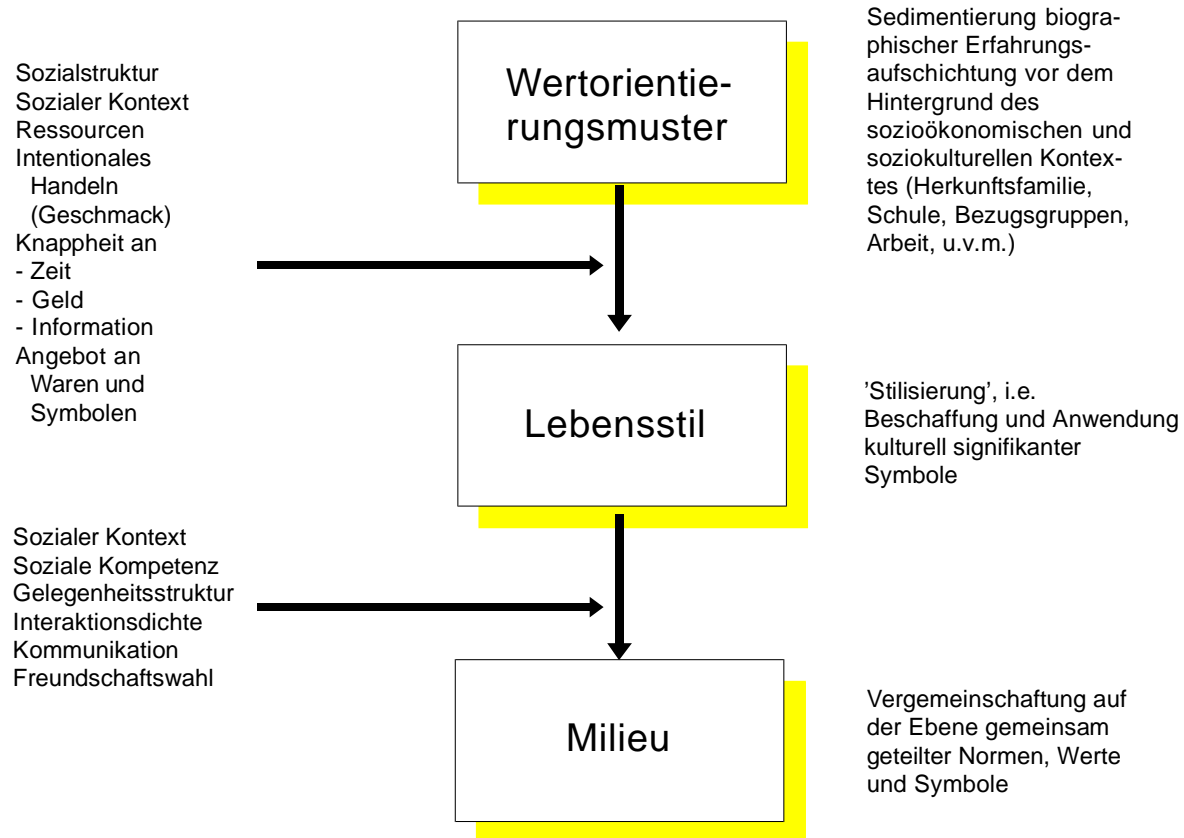 Sozialstruktur
Sozialer Kontext
Ressourcen
Intentionales
Handeln
(Geschmack)
Knappheit an
- Zeit
- Geld
- Information
Angebot an
Waren und
Symbolen
Wertorientie-
rungsmuster
Sedimentierung biogra-
phischer Erfahrungs-
aufschichtung vor dem
Hintergrund des
sozioökonomischen und
soziokulturellen Kontex-
tes (Herkunftsfamilie,
Schule, Bezugsgruppen,
Arbeit, u.v.m.)
Lebensstil
’Stilisierung’, i.e.
Beschaffung und Anwendung
kulturell signifikanter
Symbole
Sozialer Kontext
Soziale Kompetenz
Gelegenheitsstruktur
Interaktionsdichte
Kommunikation
Freundschaftswahl
Milieu
Vergemeinschaftung auf
der Ebene gemeinsam
geteilter Normen, Werte
und Symbole